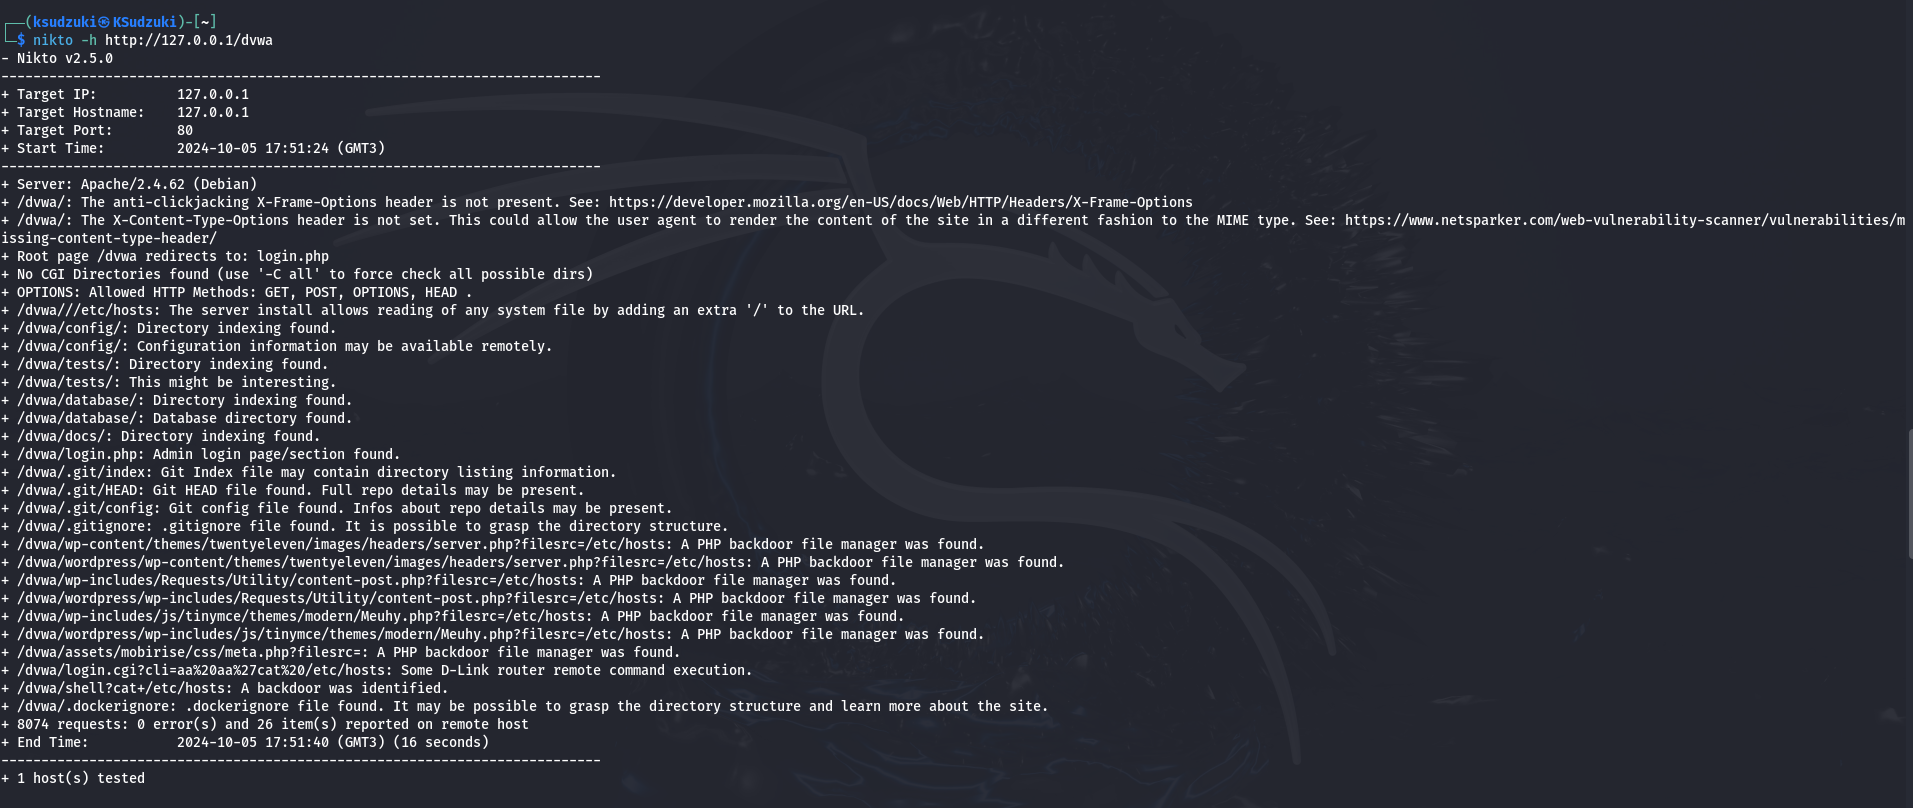 ┌──(ksudzuki㉿KSudzuki)-[~]
└─$ nikto -h http://127.0.0.1/dvwa
- Nikto v2.5.0
---------------------------------------------------------------------------
+ Target IP:          127.0.0.1
+ Target Hostname:    127.0.0.1
+ Target Port:        80
+ Start Time:         2024-10-05 17:51:24 (GMT3)
---------------------------------------------------------------------------
+ Server: Apache/2.4.62 (Debian)
+ /dvwa/: The anti-clickjacking X-Frame-Options header is not present. See: https://developer.mozilla.org/en-US/docs/Web/HTTP/Headers/X-Frame-Options
+ /dvwa/: The X-Content-Type-Options header is not set. This could allow the user agent to render the content of the site in a different fashion to the MIME type. See: https://www.netsparker.com/web-vulnerability-scanner/vulnerabilities/m
issing-content-type-header/
+ Root page /dvwa redirects to: login.php
+ No CGI Directories found (use '-C all' to force check all possible dirs)
+ OPTIONS: Allowed HTTP Methods: GET, POST, OPTIONS, HEAD .
+ /dvwa///etc/hosts: The server install allows reading of any system file by adding an extra '/' to the URL.
+ /dvwa/config/: Directory indexing found.
+ /dvwa/config/: Configuration information may be available remotely.
+ /dvwa/tests/: Directory indexing found.
+ /dvwa/tests/: This might be interesting.
+ /dvwa/database/: Directory indexing found.
+ /dvwa/database/: Database directory found.
+ /dvwa/docs/: Directory indexing found.
+ /dvwa/login.php: Admin login page/section found.
+ /dvwa/.git/index: Git Index file may contain directory listing information.
+ /dvwa/.git/HEAD: Git HEAD file found. Full repo details may be present.
+ /dvwa/.git/config: Git config file found. Infos about repo details may be present.
+ /dvwa/.gitignore: .gitignore file found. It is possible to grasp the directory structure.
+ /dvwa/wp-content/themes/twentyeleven/images/headers/server.php?filesrc=/etc/hosts: A PHP backdoor file manager was found.
+ /dvwa/wordpress/wp-content/themes/twentyeleven/images/headers/server.php?filesrc=/etc/hosts: A PHP backdoor file manager was found.
+ /dvwa/wp-includes/Requests/Utility/content-post.php?filesrc=/etc/hosts: A PHP backdoor file manager was found.
+ /dvwa/wordpress/wp-includes/Requests/Utility/content-post.php?filesrc=/etc/hosts: A PHP backdoor file manager was found.
+ /dvwa/wp-includes/js/tinymce/themes/modern/Meuhy.php?filesrc=/etc/hosts: A PHP backdoor file manager was found.
+ /dvwa/wordpress/wp-includes/js/tinymce/themes/modern/Meuhy.php?filesrc=/etc/hosts: A PHP backdoor file manager was found.
+ /dvwa/assets/mobirise/css/meta.php?filesrc=: A PHP backdoor file manager was found.
+ /dvwa/login.cgi?cli=aa%20aa%27cat%20/etc/hosts: Some D-Link router remote command execution.
+ /dvwa/shell?cat+/etc/hosts: A backdoor was identified.
+ /dvwa/.dockerignore: .dockerignore file found. It may be possible to grasp the directory structure and learn more about the site.
+ 8074 requests: 0 error(s) and 26 item(s) reported on remote host
+ End Time:           2024-10-05 17:51:40 (GMT3) (16 seconds)
---------------------------------------------------------------------------
+ 1 host(s) tested